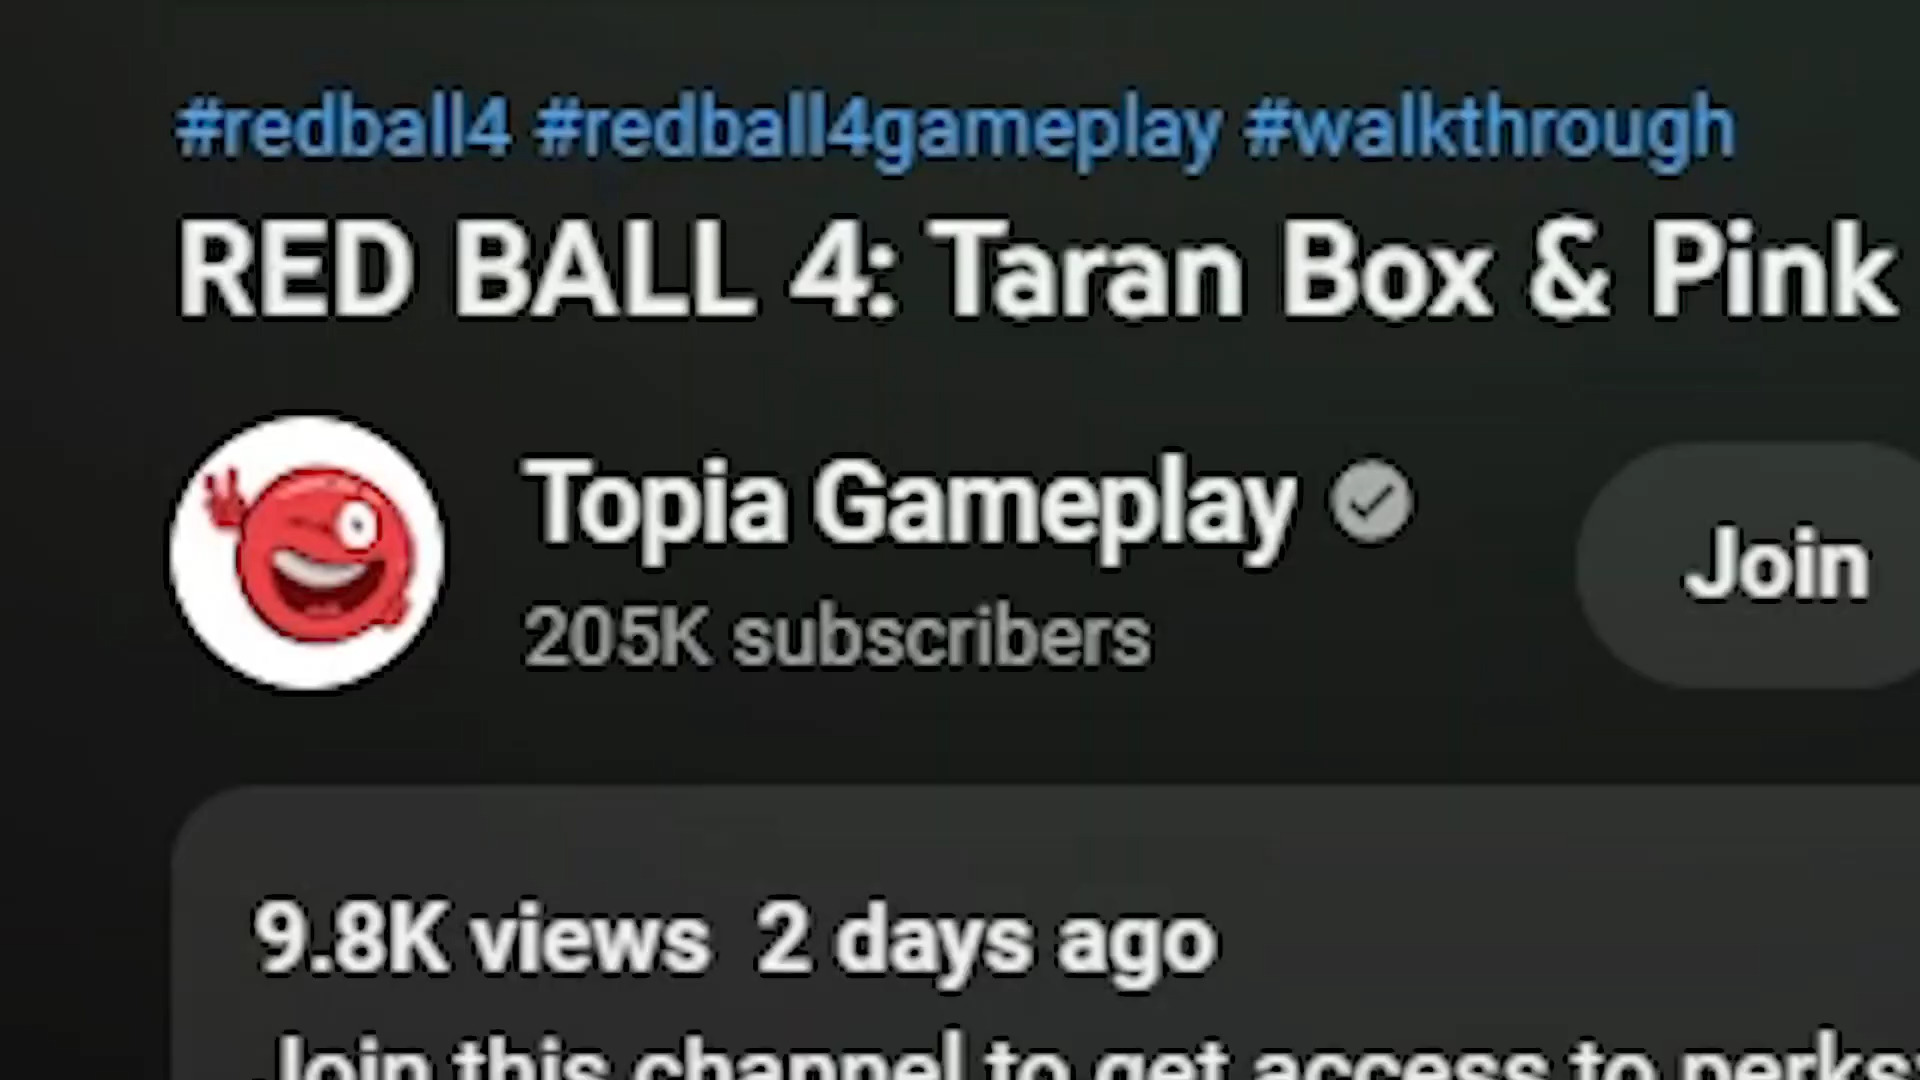 #redball4 #redball4gameplay #walkthrough
RED BALL 4: Taran Box & Pink
Topia Gameplay
205K subscribers
Join
9.8K views 2 days ago
Join this channel to get access to perks: